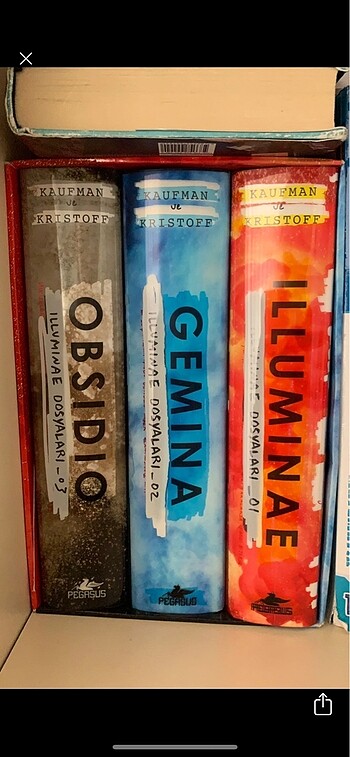 KAUFMAN
ve
KRISTOFF
OBSIDIO
ILLUMINAE DOSYALARI_03
PEGASUS
KAUFMAN
ve
KRISTOFF
GEMINA
ILLUMINAE DOSYALARI_02
PEGASUS
KAUFMAN
ve
KRISTOFF
ILLUMINAE
ILLUMINAE DOSYALARI_01
PEGASUS